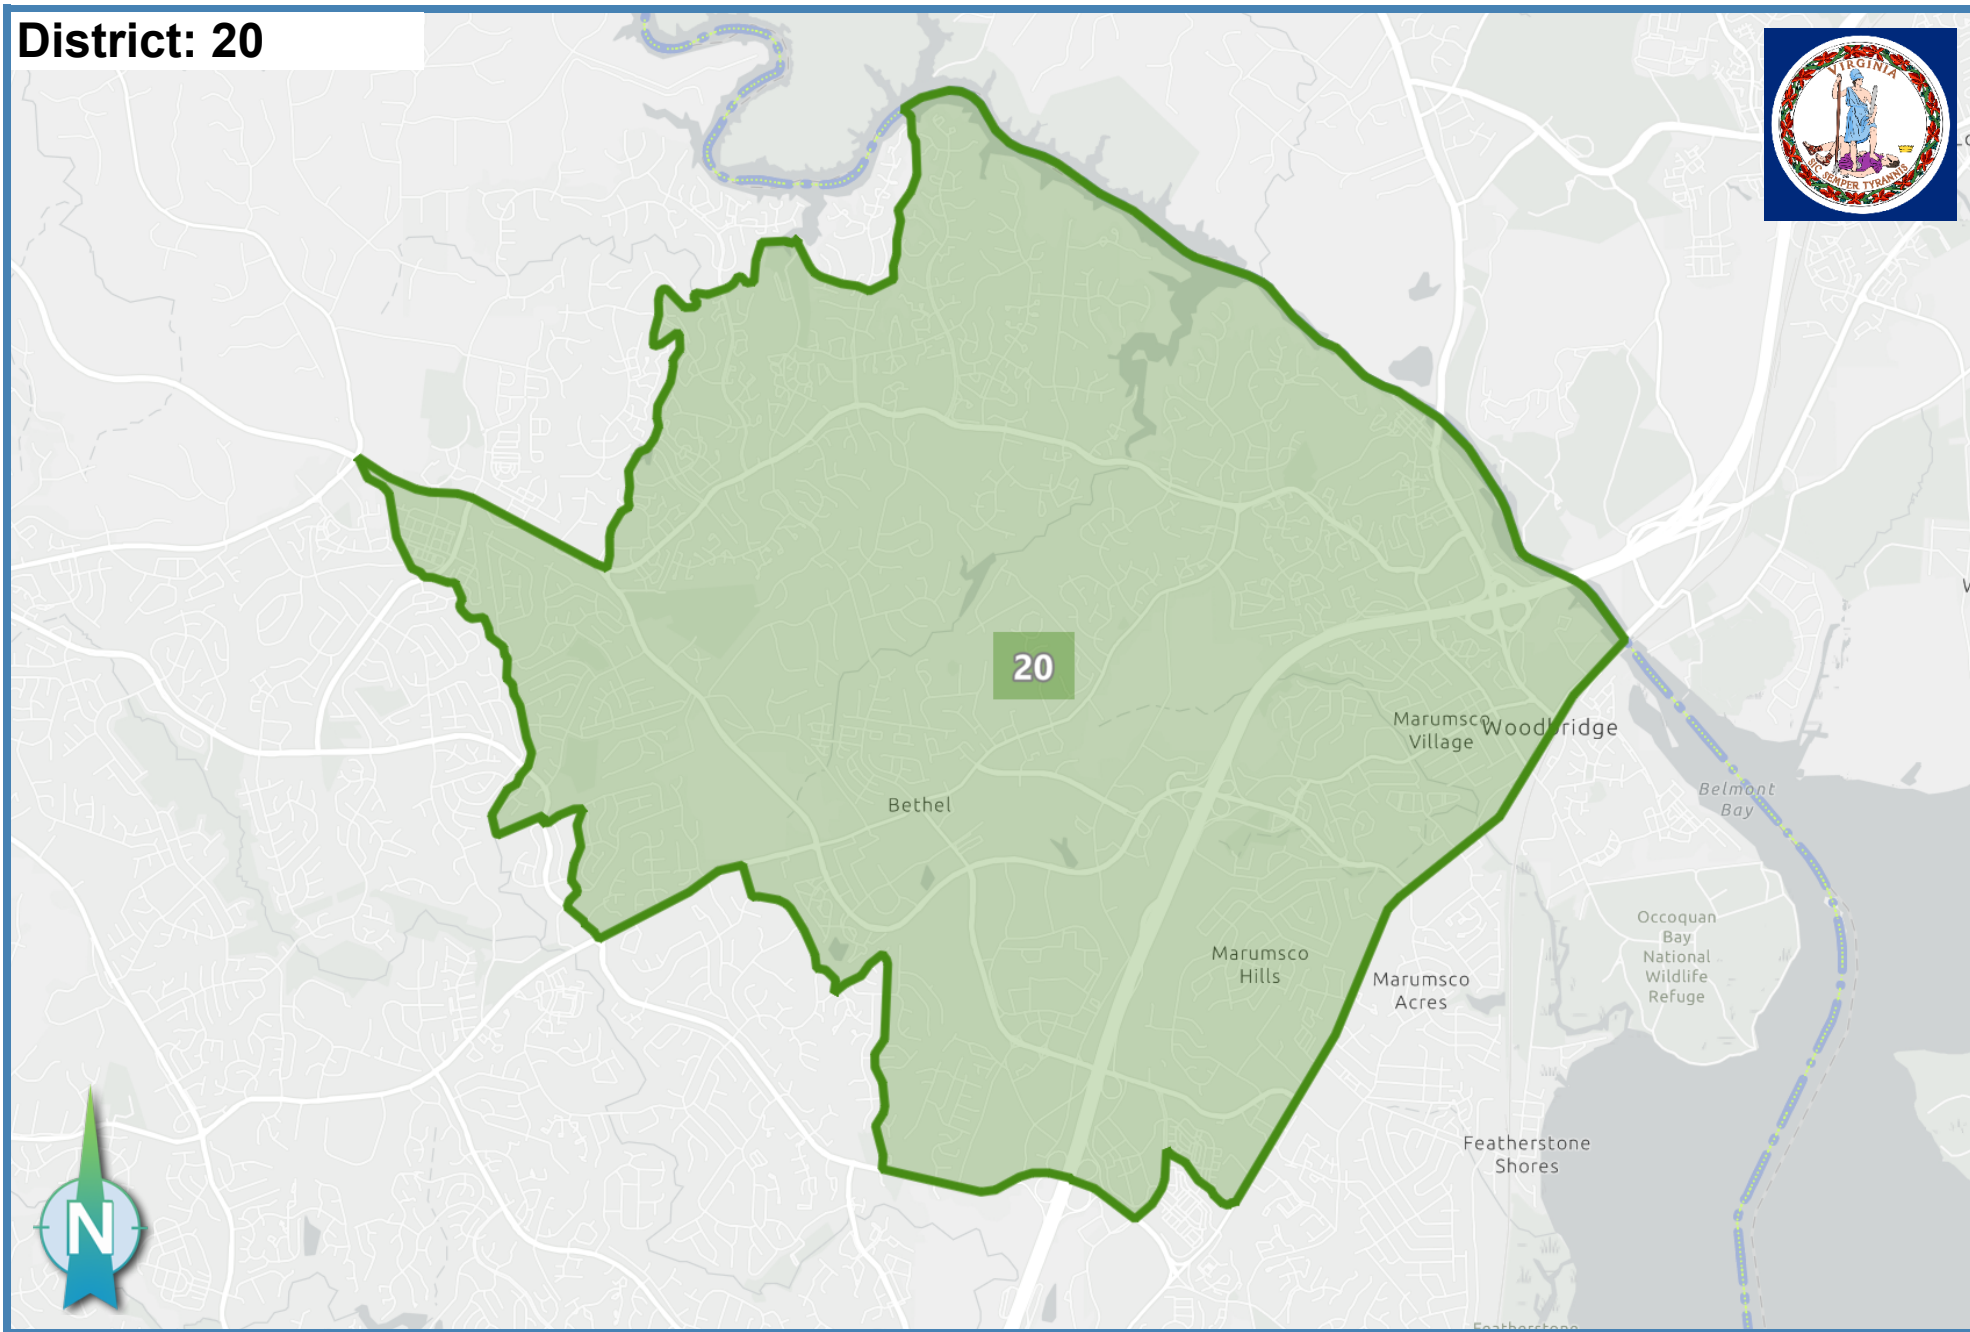 District: 20
VIRGINIA
SIC SEMPER TYRANNIS
20
Marumsco
Village
Woodbridge
Belmont
Bay
Bethel
Occoquan
Bay
National
Wildlife
Refuge
Marumsco
Hills
Marumsco
Acres
Featherstone
Shores
N
Featherstone